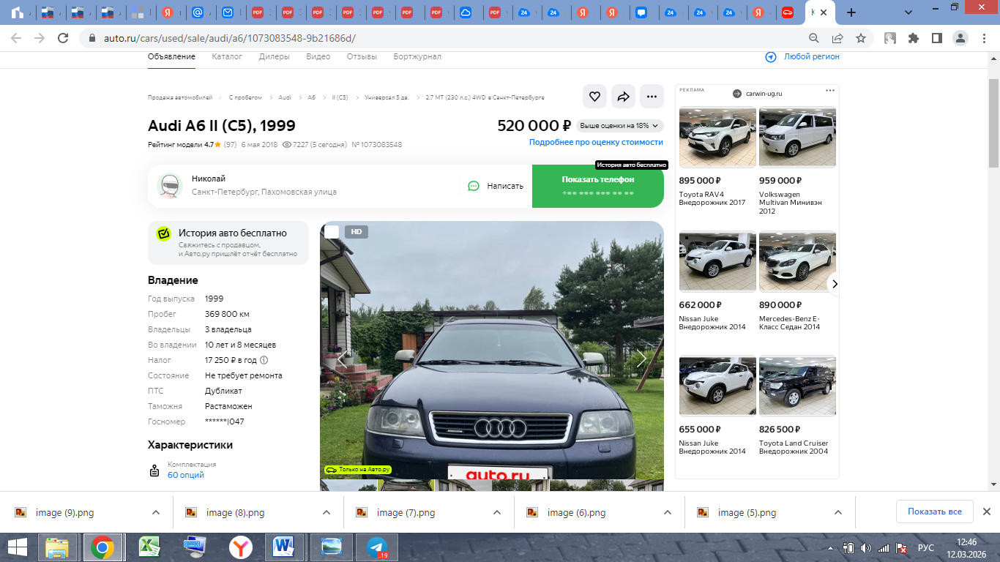 auto.ru/cars/used/sale/audi/a6/1073083548-9b21686d/
Объявление Каталог Дилеры Видео Отзывы Бортжурнал Любой регион
Продажа автомобилей > С пробегом > Audi > A6 > II (C5) > Универсал 5 дв. > 2.7 MT (230 л.с.) 4WD в Санкт-Петербурге
Audi A6 II (C5), 1999
520 000 ₽ Выше оценки на 18%
Рейтинг модели 4.7 (97) 6 мая 2018 7227 (5 сегодня) № 1073083548
Подробнее про оценку стоимости
История авто бесплатно
Николай
Санкт-Петербург, Пахомовская улица
Написать
Показать телефон
История авто бесплатно
Свяжитесь с продавцом,
и Авто.ру пришлёт отчёт бесплатно
Владение
Год выпуска 1999
Пробег 369 800 км
Владельцы 3 владельца
Во владении 10 лет и 8 месяцев
Налог 17 250 ₽ в год
Состояние Не требует ремонта
ПТС Дубликат
Таможня Растаможен
Госномер ******|047
Характеристики
Комплектация
60 опций
HD
Только на Авто.ру
auto.ru
РЕКЛАМА
carwin-ug.ru
895 000 ₽
Toyota RAV4
Внедорожник 2017
959 000 ₽
Volkswagen
Multivan Минивэн
2012
662 000 ₽
Nissan Juke
Внедорожник 2014
890 000 ₽
Mercedes-Benz E-
Класс Седан 2014
655 000 ₽
Nissan Juke
Внедорожник 2014
826 500 ₽
Toyota Land Cruiser
Внедорожник 2004
image (9).png
image (8).png
image (7).png
image (6).png
image (5).png
Показать все
.19
РУС
12:46
12.03.2026